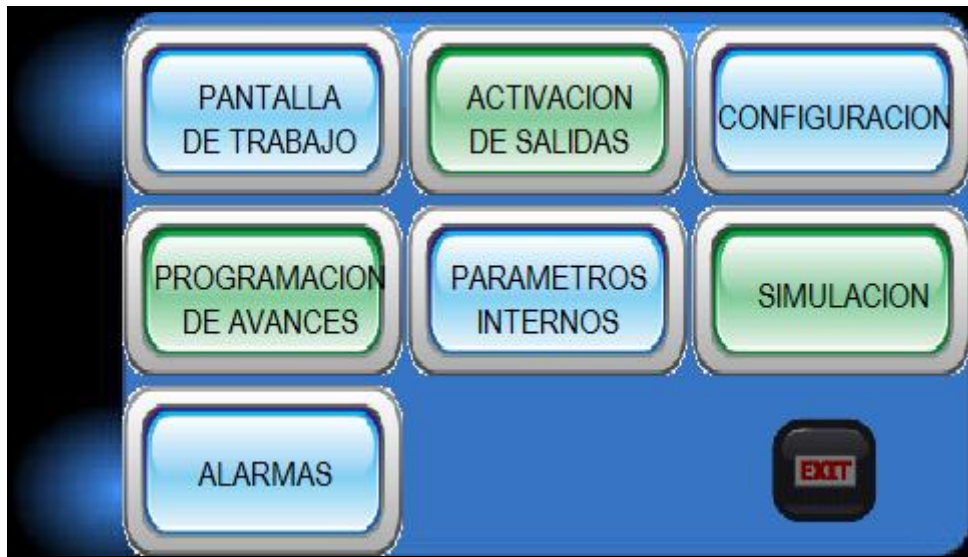 PANTALLA
DE TRABAJO
ACTIVACION
DE SALIDAS
CONFIGURACION
PROGRAMACION
DE AVANCES
PARAMETROS
INTERNOS
SIMULACION
ALARMAS
EXIT